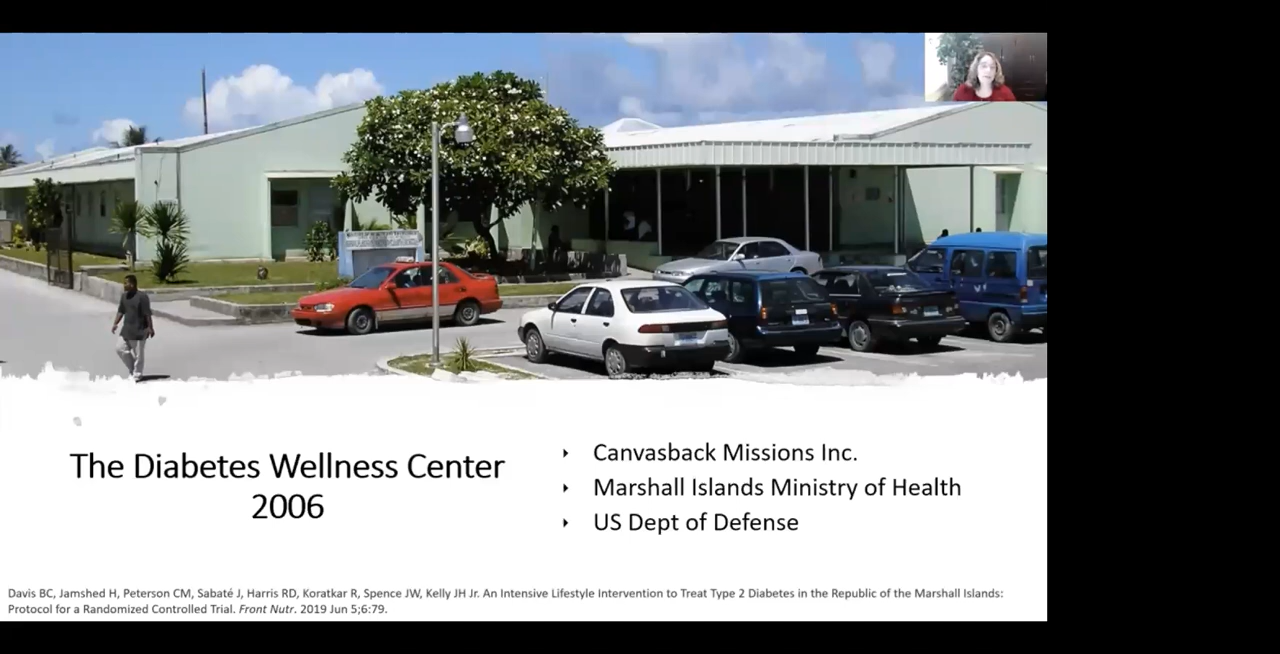 The Diabetes Wellness Center
2006
Canvasback Missions Inc.
Marshall Islands Ministry of Health
US Dept of Defense
Davis BC, Jamshed H, Peterson CM, Sabaté J, Harris RD, Koratkar R, Spence JW, Kelly JH Jr. An Intensive Lifestyle Intervention to Treat Type 2 Diabetes in the Republic of the Marshall Islands:
Protocol for a Randomized Controlled Trial. Front Nutr. 2019 Jun 5;6:79.